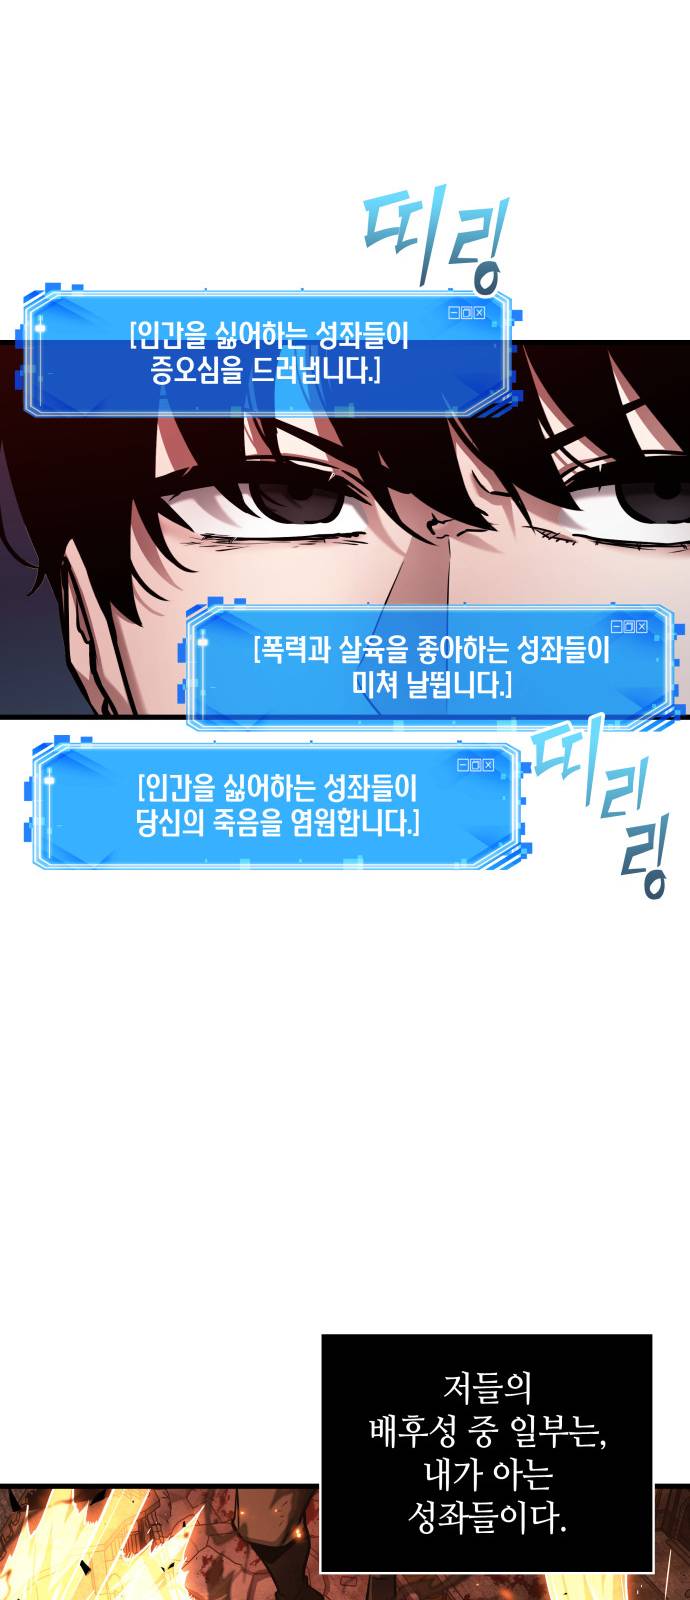 띠링
[인간을 싫어하는 성좌들이
증오심을 드러냅니다.]
[폭력과 살육을 좋아하는 성좌들이
미쳐 날뜁니다.]
띠리링
[인간을 싫어하는 성좌들이
당신의 죽음을 염원합니다.]
저들의
배후성 중 일부는,
내가 아는
성좌들이다.